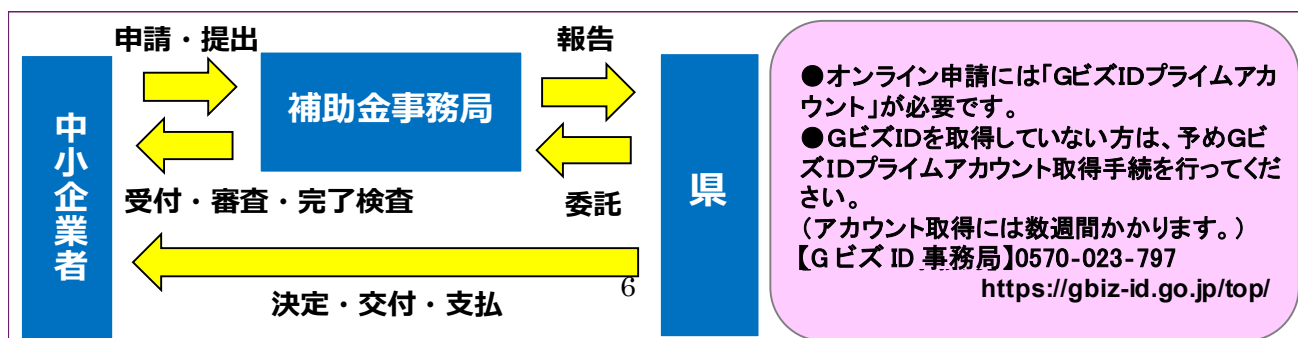 申請・提出
報告
補助金事務局
中小企業者
県
受付・審査・完了検査
委託
決定・交付・支払
6
●オンライン申請には「GビズIDプライムアカ
ウント」が必要です。
●GビズIDを取得していない方は、予めGビ
ズIDプライムアカウント取得手続を行ってくだ
さい。
(アカウント取得には数週間かかります。)
【GビズID 事務局】0570-023-797
https://gbiz-id.go.jp/top/